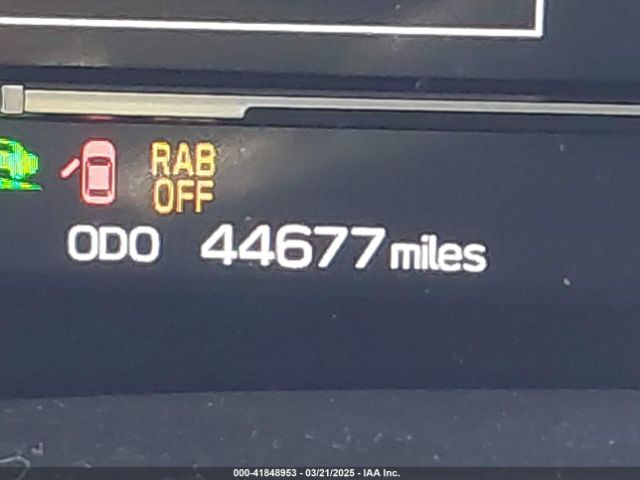 RAB
OFF
ODO 44677 miles
000-41848953 - 03/21/2025 - IAA Inc.